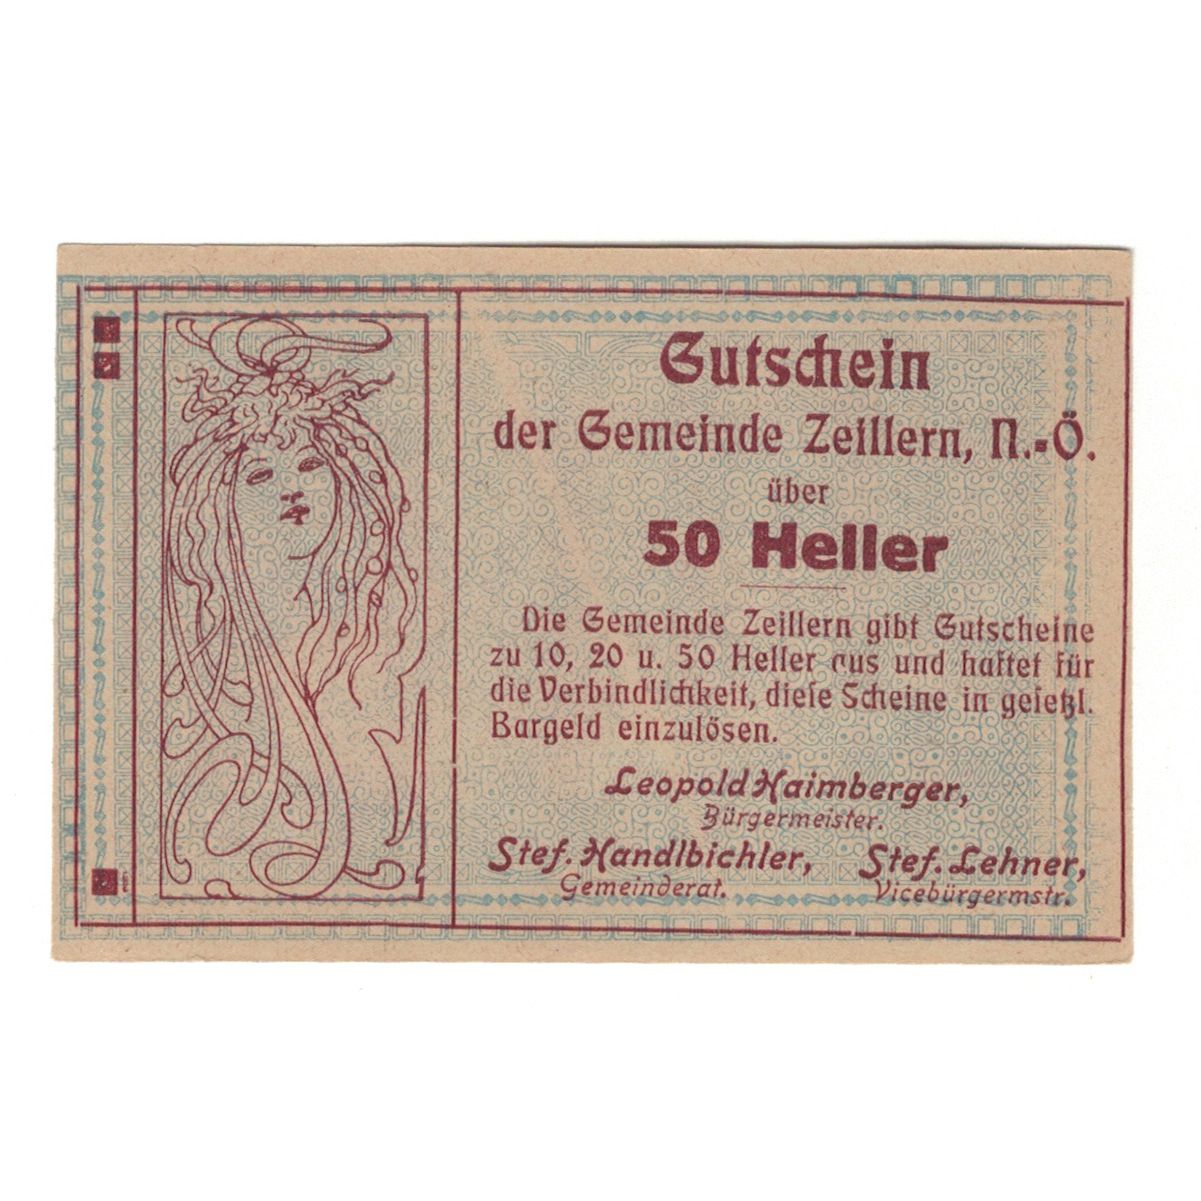 Gutschein
der Gemeinde Zeillern, N.-Ö.
über
50 Heller
Die Gemeinde Zeillern gibt Gutscheine
zu 10, 20 u. 50 Heller aus und haftet für
die Verbindlichkeit, diese Scheine in gesetzl.
Bargeld einzulösen.
Leopold Haimberger,
Bürgermeister.
Stef. Handlbichler, Stef. Lehner,
Gemeinderat. Vicebürgermstr.